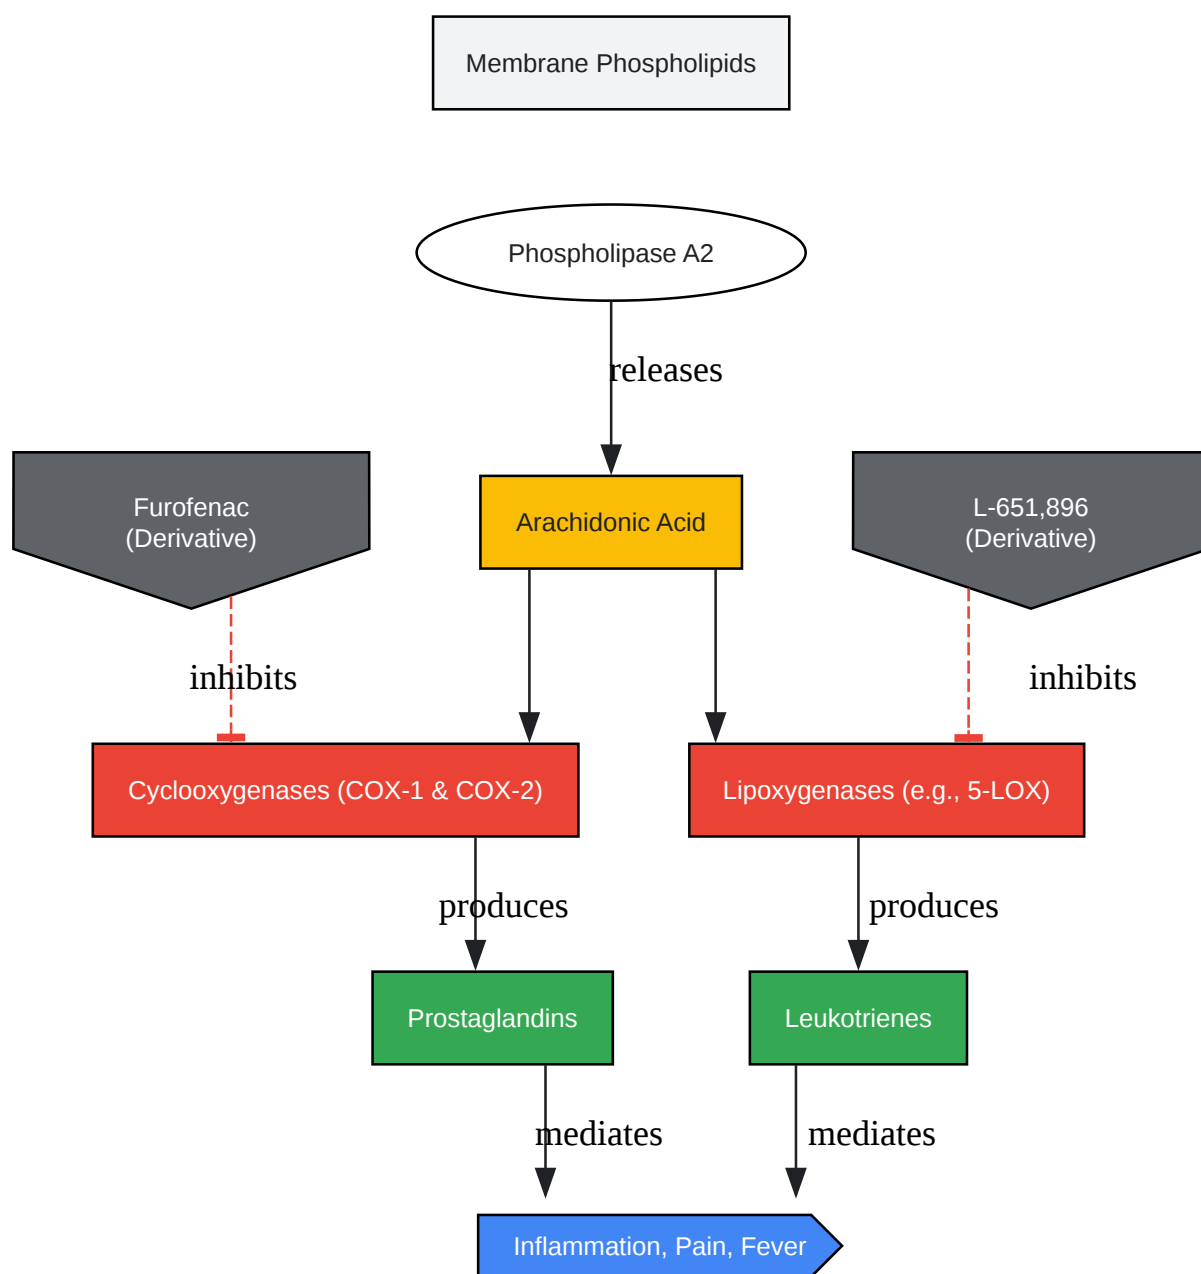 Membrane Phospholipids
Phospholipase A2
releases
Furofenac
(Derivative)
Arachidonic Acid
L-651,896
(Derivative)
inhibits
inhibits
Cyclooxygenases (COX-1 & COX-2)
Lipoxygenases (e.g., 5-LOX)
produces
produces
Prostaglandins
Leukotrienes
mediates
mediates
Inflammation, Pain, Fever